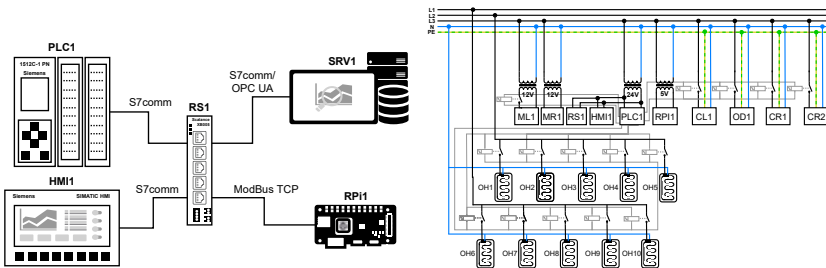 PLC1
1512C-1 PN
Siemens
S7comm
RS1
Scalance
XB005
S7comm/
OPC UA
SRV1
HMI1
Siemens
SIMATIC HMI
S7comm
ModBus TCP
RPi1
L1
L2
L3
N
PE
12V
12V
24V
5V
ML1
MR1
RS1
HMI1
PLC1
RPI1
CL1
OD1
CR1
CR2
OH1
OH2
OH3
OH4
OH5
OH6
OH7
OH8
OH9
OH10